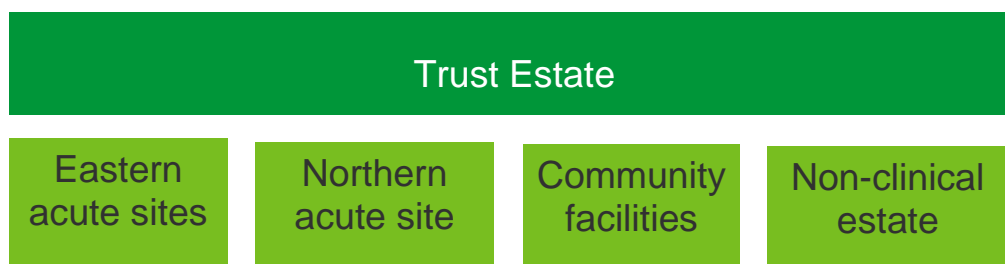 Trust Estate
Eastern
acute sites
Northern
acute site
Community
facilities
Non-clinical
estate